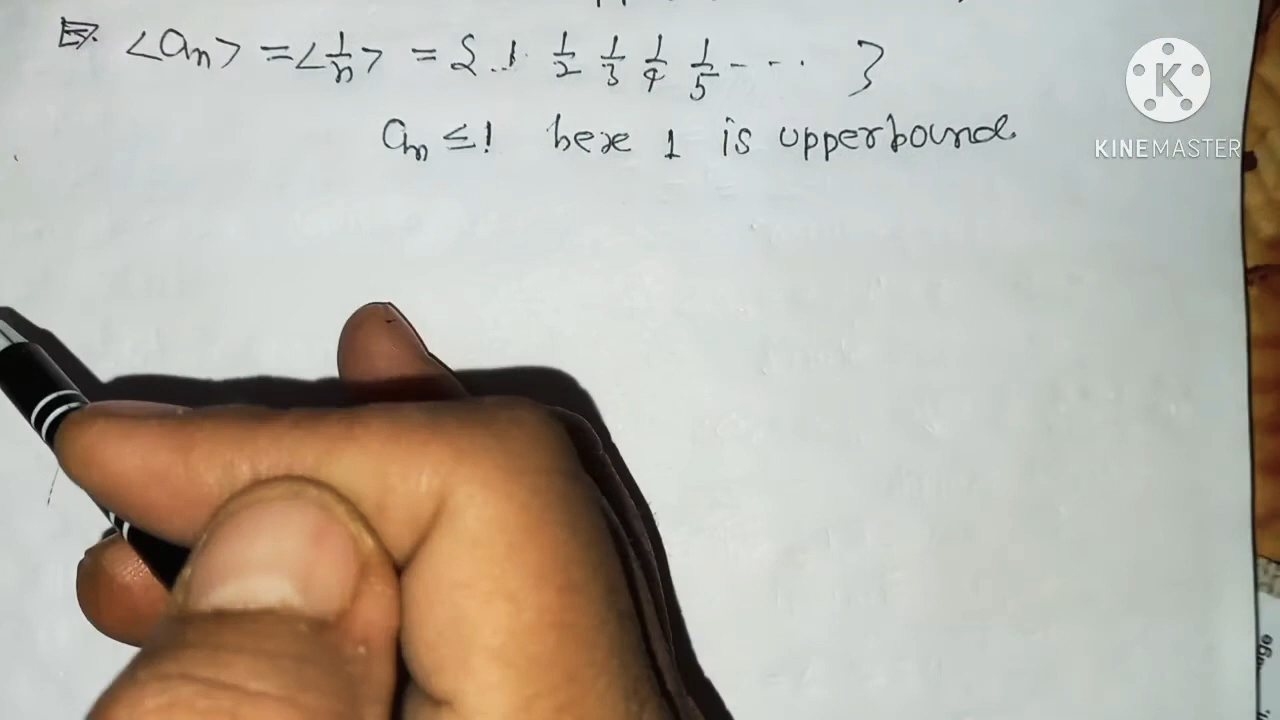 Ex. <an> = <1/n> = { 1 1/2 1/3 1/4 1/5 - - - · }
an ≤ 1 here 1 is upperbound
K
KINEMASTER